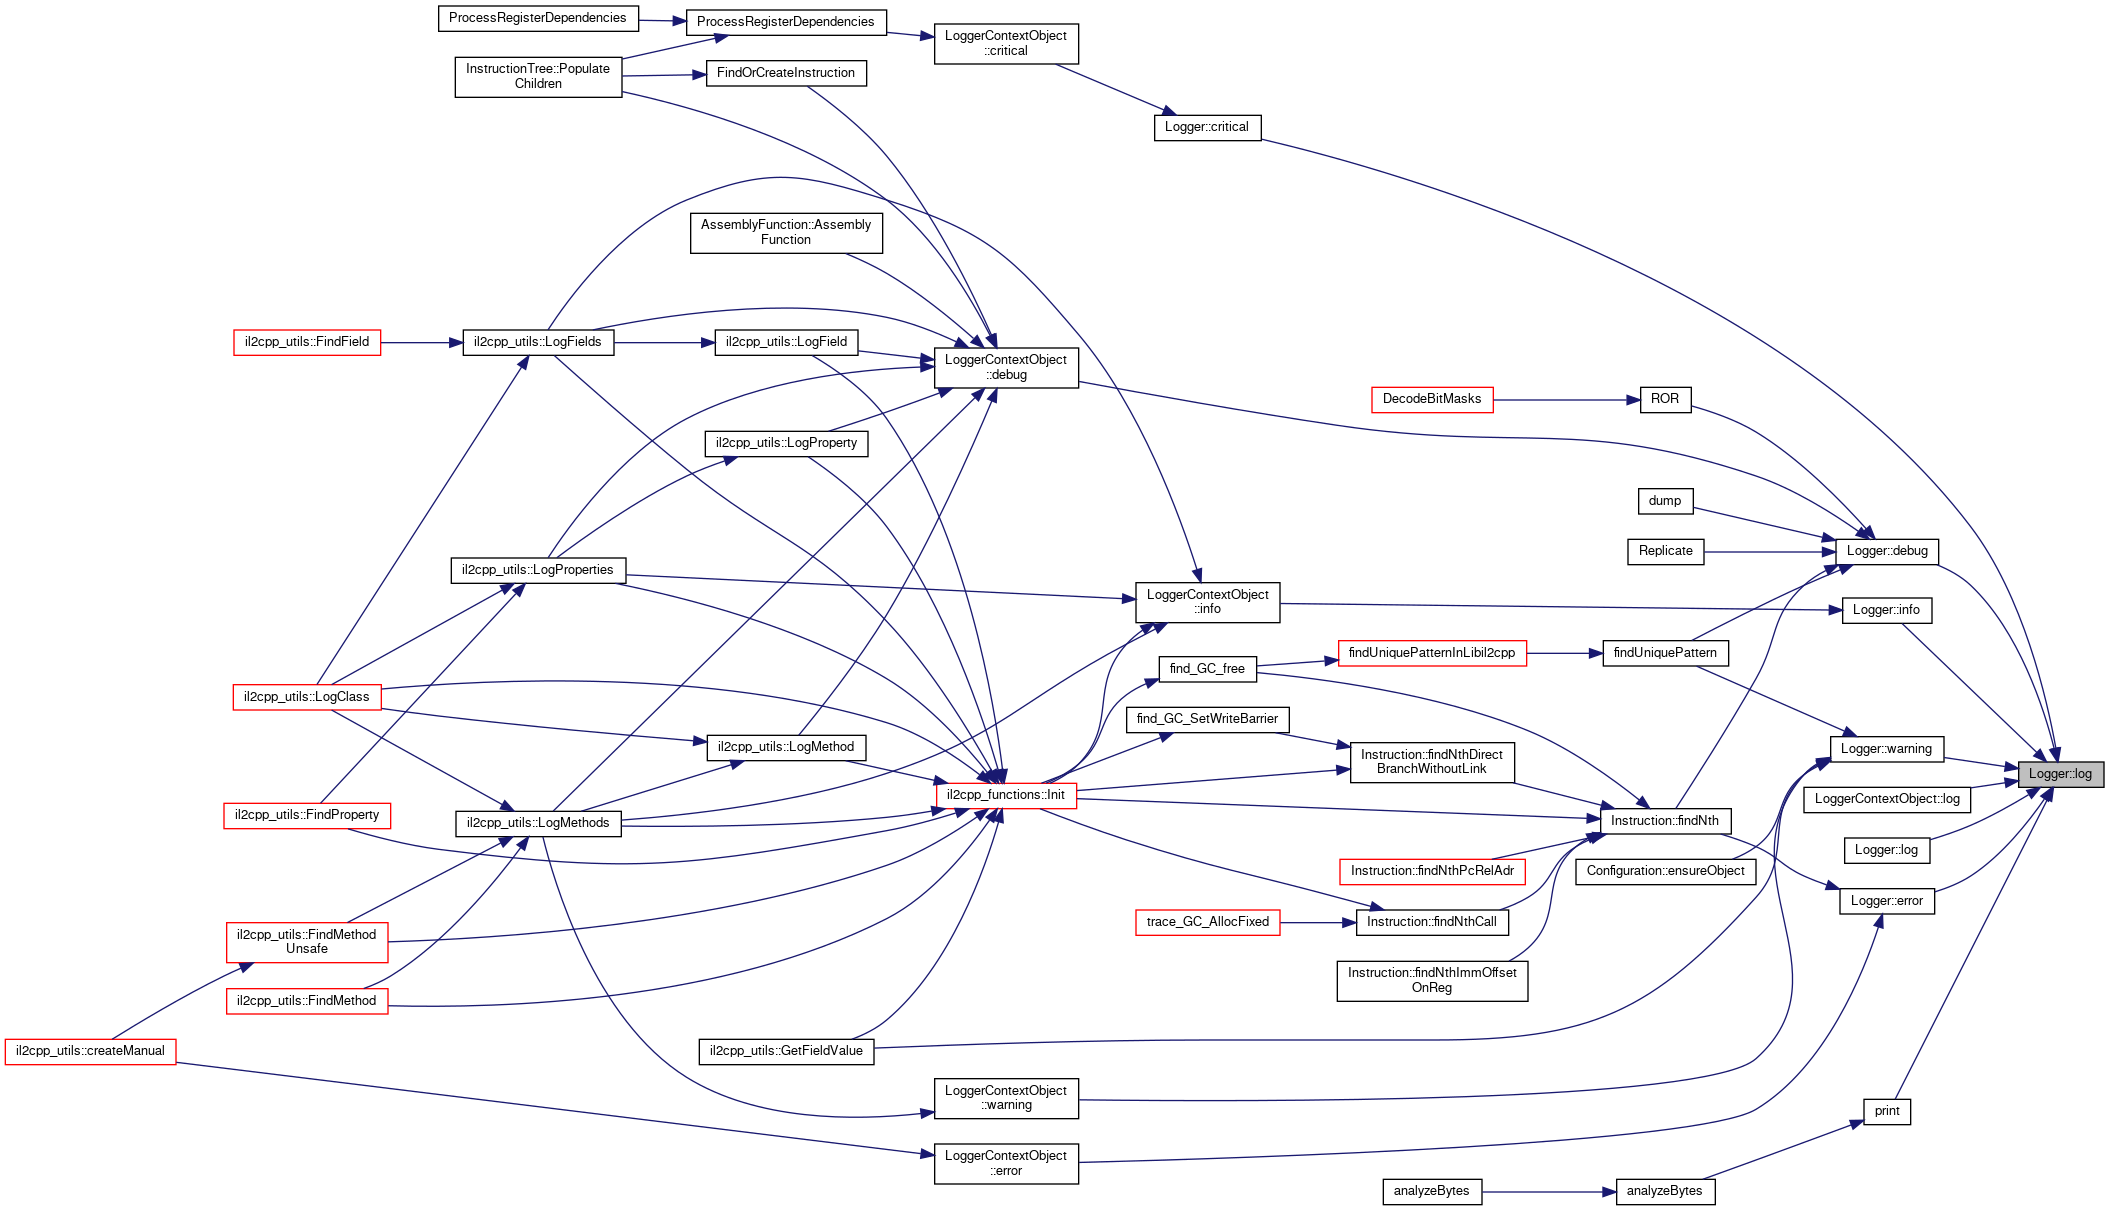 ProcessRegisterDependencies
ProcessRegisterDependencies
LoggerContextObject
::critical
InstructionTree::Populate
Children
FindOrCreateInstruction
Logger::critical
AssemblyFunction::Assembly
Function
il2cpp_utils::FindField
il2cpp_utils::LogFields
il2cpp_utils::LogField
LoggerContextObject
::debug
DecodeBitMasks
ROR
il2cpp_utils::LogProperty
dump
Replicate
Logger::debug
il2cpp_utils::LogProperties
LoggerContextObject
::info
Logger::info
findUniquePatternInLibil2cpp
findUniquePattern
find_GC_free
il2cpp_utils::LogClass
find_GC_SetWriteBarrier
il2cpp_utils::LogMethod
Instruction::findNthDirect
BranchWithoutLink
Logger::warning
Logger::log
il2cpp_functions::Init
LoggerContextObject::log
il2cpp_utils::FindProperty
il2cpp_utils::LogMethods
Instruction::findNth
Logger::log
Instruction::findNthPcRelAdr
Configuration::ensureObject
Logger::error
trace_GC_AllocFixed
Instruction::findNthCall
il2cpp_utils::FindMethod
Unsafe
Instruction::findNthImmOffset
OnReg
il2cpp_utils::FindMethod
il2cpp_utils::createManual
il2cpp_utils::GetFieldValue
LoggerContextObject
::warning
print
LoggerContextObject
::error
analyzeBytes
analyzeBytes